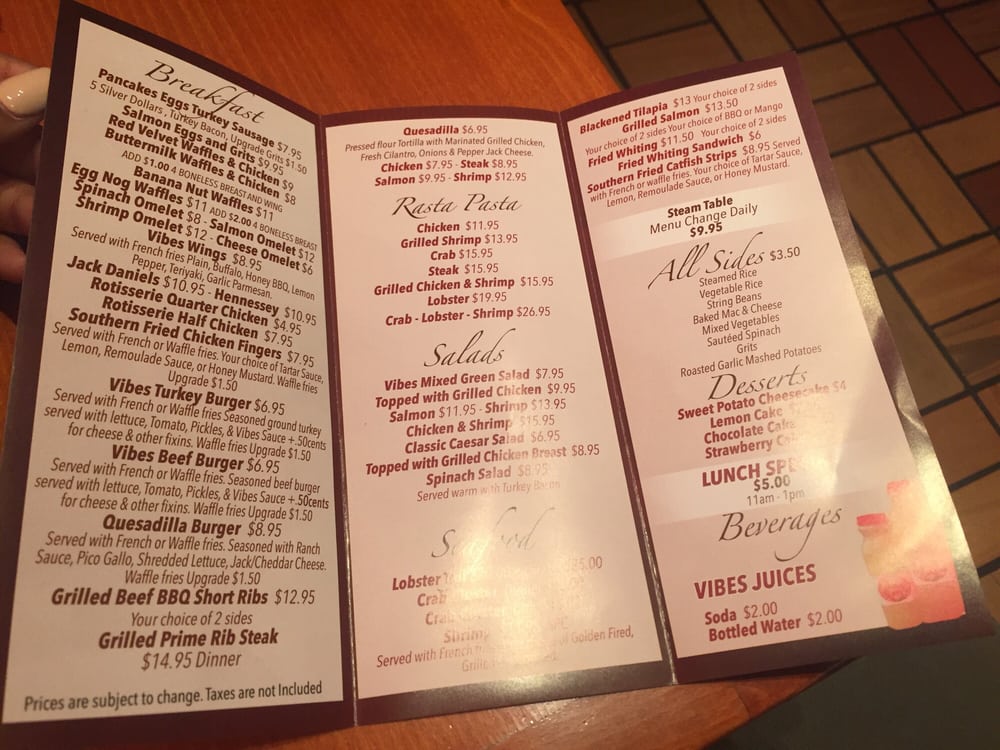 Breakfast
Pancakes Eggs Turkey Sausage $7.95
5 Silver Dollars, Turkey Bacon, Upgrade Grits $1.50
Salmon Eggs and Grits $9.95
Red Velvet Waffles & Chicken $9
Buttermilk Waffles & Chicken $8
ADD $1.00 4 BONELESS BREAST AND WING
Banana Nut Waffles $11
Egg Nog Waffles $11 ADD $2.00 4 BONELESS BREAST
Spinach Omelet $8 - Salmon Omelet $12
Shrimp Omelet $12 - Cheese Omelet $6
Vibes Wings $8.95
Served with French fries Plain, Buffalo, Honey BBQ, Lemon
Pepper, Teriyaki, Garlic Parmesan.
Jack Daniels $10.95 - Hennessey $10.95
Rotisserie Quarter Chicken $4.95
Rotisserie Half Chicken $7.95
Southern Fried Chicken Fingers $7.95
Served with French or Waffle fries. Your choice of Tartar Sauce,
Lemon, Remoulade Sauce, or Honey Mustard. Waffle fries
Upgrade $1.50
Vibes Turkey Burger $6.95
Served with French or Waffle fries Seasoned ground turkey
served with lettuce, Tomato, Pickles, & Vibes Sauce +.50cents
for cheese & other fixins. Waffle fries Upgrade $1.50
Vibes Beef Burger $6.95
Served with French or Waffle fries. Seasoned beef burger
served with lettuce, Tomato, Pickles, & Vibes Sauce +.50cents
for cheese & other fixins. Waffle fries Upgrade $1.50
Quesadilla Burger $8.95
Served with French or Waffle fries. Seasoned with Ranch
Sauce, Pico Gallo, Shredded Lettuce, Jack/Cheddar Cheese.
Waffle fries Upgrade $1.50
Grilled Beef BBQ Short Ribs $12.95
Your choice of 2 sides
Grilled Prime Rib Steak
$14.95 Dinner
Prices are subject to change. Taxes are not Included
Quesadilla $6.95
Pressed flour Tortilla with Marinated Grilled Chicken,
Fresh Cilantro, Onions & Pepper Jack Cheese.
Chicken $7.95 - Steak $8.95
Salmon $9.95 - Shrimp $12.95
Rasta Pasta
Chicken $11.95
Grilled Shrimp $13.95
Crab $15.95
Steak $15.95
Grilled Chicken & Shrimp $15.95
Lobster $19.95
Crab - Lobster - Shrimp $26.95
Salads
Vibes Mixed Green Salad $7.95
Topped with Grilled Chicken $9.95
Salmon $11.95 - Shrimp $13.95
Chicken & Shrimp $15.95
Classic Caesar Salad $6.95
Topped with Grilled Chicken Breast $8.95
Spinach Salad $8.95
Served warm with Turkey Bacon
Seafood
Lobster
Crab
Crab
Shrimp Golden Fired,
Served with French
Blackened Tilapia $13 Your choice of 2 sides
Grilled Salmon $13.50
Your choice of 2 sides Your choice of BBQ or Mango
Fried Whiting $11.50 Your choice of 2 sides
Fried Whiting Sandwich $6
Southern Fried Catfish Strips $8.95 Served
with French or waffle fries. Your choice of Tartar Sauce,
Lemon, Remoulade Sauce, or Honey Mustard.
Steam Table
Menu Change Daily
$9.95
All Sides $3.50
Steamed Rice
Vegetable Rice
String Beans
Baked Mac & Cheese
Mixed Vegetables
Sautéed Spinach
Grits
Roasted Garlic Mashed Potatoes
Desserts
Sweet Potato Cheesecake $4
Lemon Cake
Chocolate Cake
Strawberry
LUNCH
$5.00
11am - 1pm
Beverages
VIBES JUICES
Soda $2.00
Bottled Water $2.00